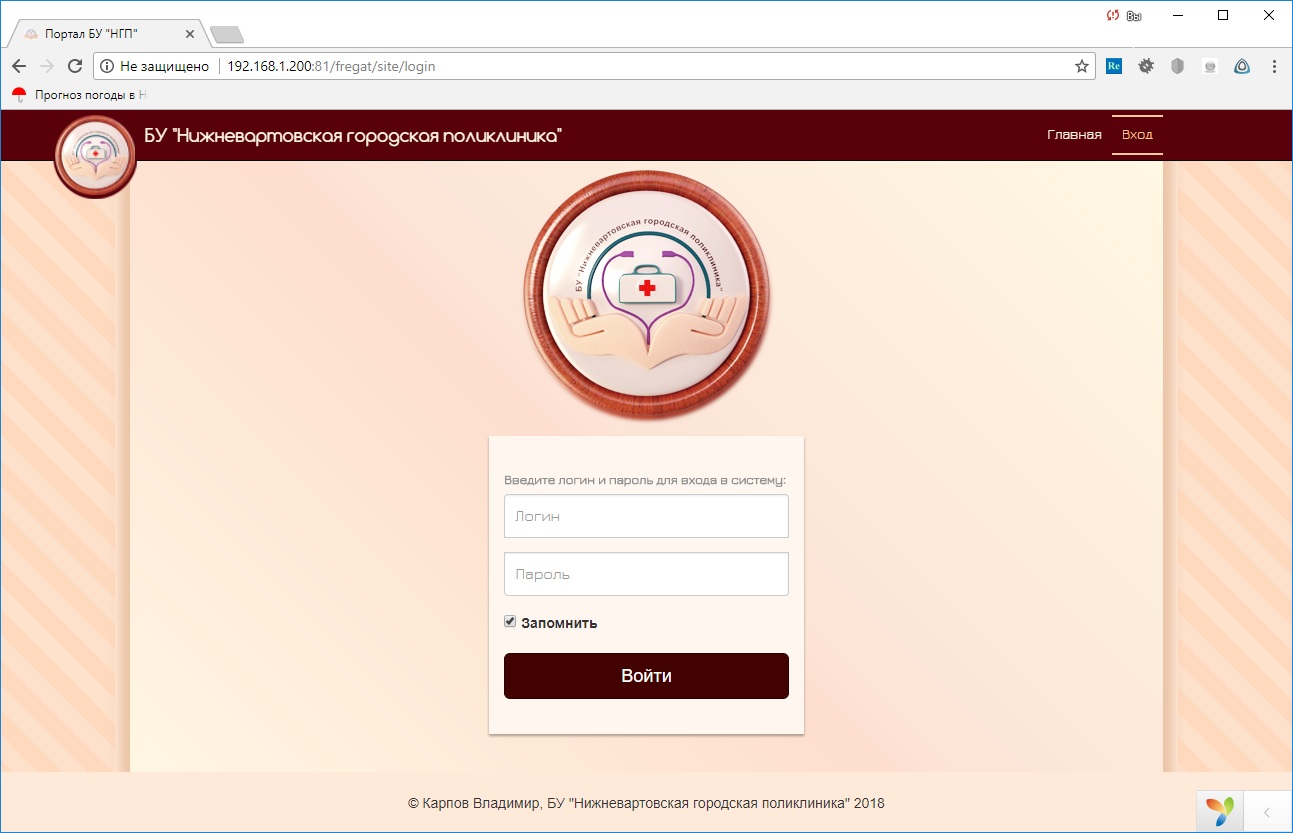 Вы
Портал БУ "НГП"
Не защищено
192.168.1.200:81/fregat/site/login
Re
Прогноз погоды в Н
БУ "Нижневартовская городская поликлиника"
Главная
Вход
БУ "Нижневартовская городская поликлиника"
Введите логин и пароль для входа в систему:
Логин
Пароль
Запомнить
Войти
© Карпов Владимир, БУ "Нижневартовская городская поликлиника" 2018